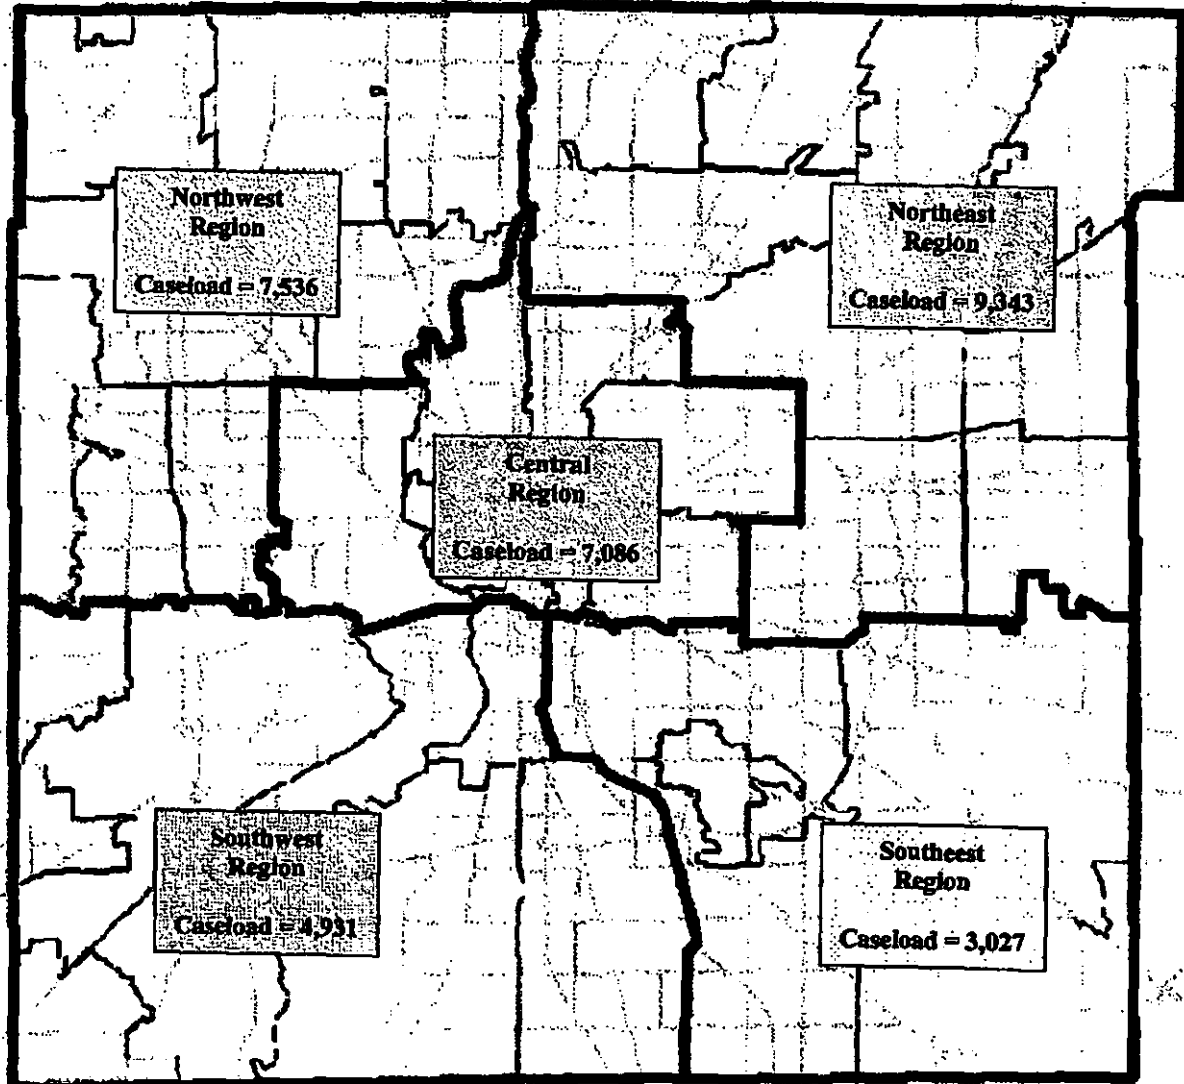 Northwest
Region
Caseload = 7,536
Northeast
Region
Caseload = 9,343
Central
Region
Caseload = 7,086
Southwest
Region
Caseload = 4,931
Southeest
Region
Caseload = 3,027